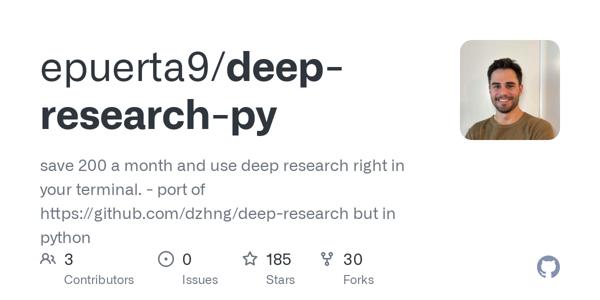 epuerta9/deep-
research-py
save 200 a month and use deep research right in
your terminal. - port of
https://github.com/dzhng/deep-research but in
python
3 0 185 30
Contributors Issues Stars Forks